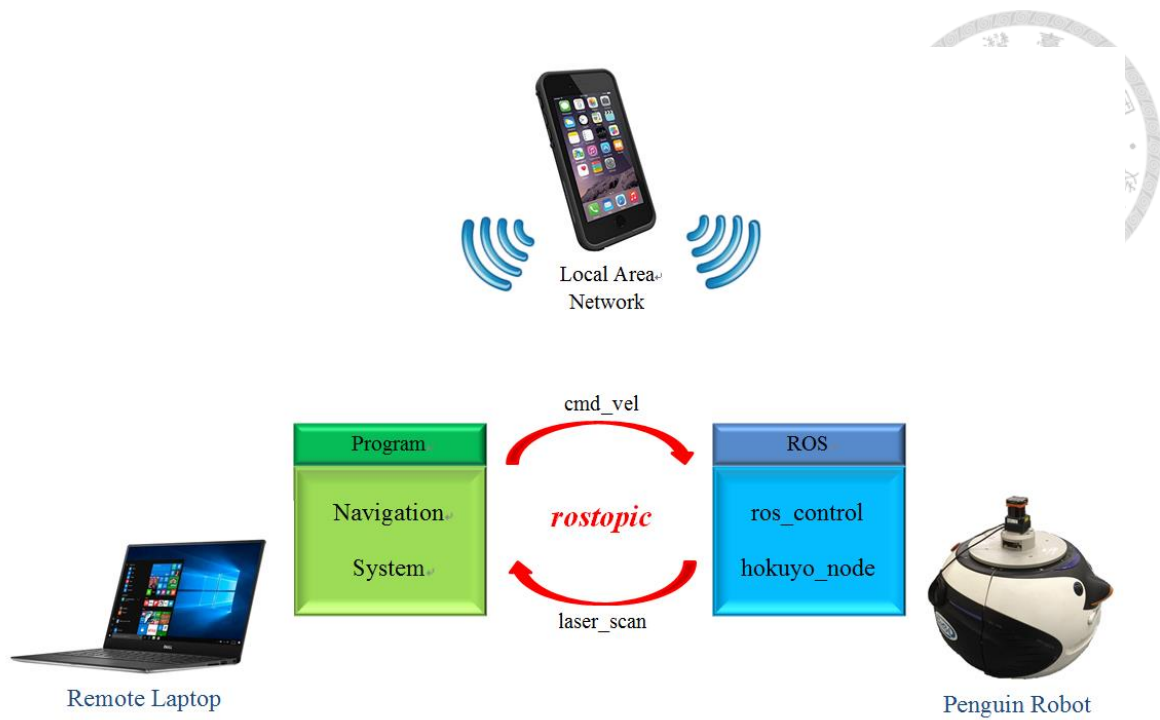 Local Area
Network
cmd_vel
Program
ROS
Navigation
System
rostopic
ros_control
hokuyo_node
laser_scan
Remote Laptop
Penguin Robot